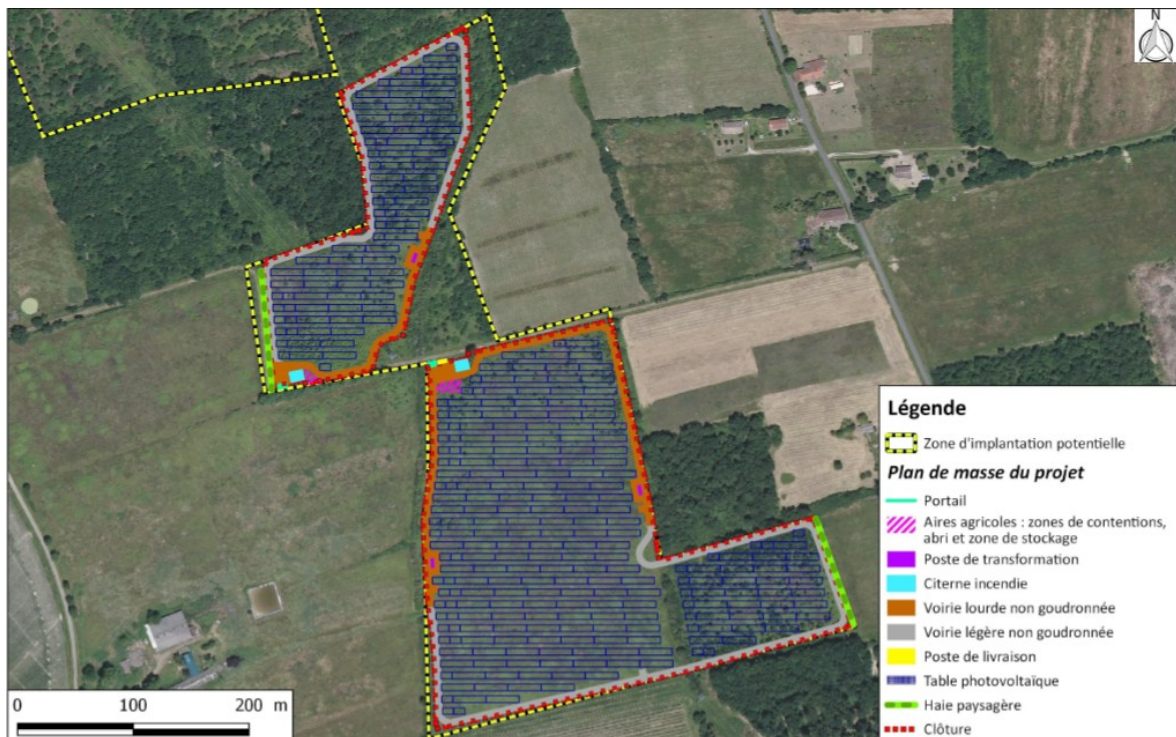 N
Légende
Zone d'implantation potentielle
Plan de masse du projet
Portail
Aires agricoles : zones de contentions,
abri et zone de stockage
Poste de transformation
Citerne incendie
Voirie lourde non goudronnée
Voirie légère non goudronnée
Poste de livraison
Table photovoltaïque
Haie paysagère
Clôture
0 100 200 m